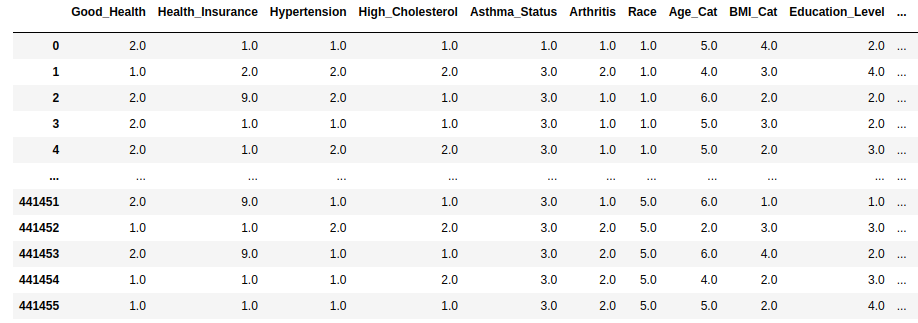 Good_Health Health_Insurance Hypertension High_Cholesterol Asthma_Status Arthritis Race Age_Cat BMI_Cat Education_Level ...
0 2.0 1.0 1.0 1.0 1.0 1.0 1.0 5.0 4.0 2.0 ...
1 1.0 2.0 2.0 2.0 3.0 2.0 1.0 4.0 3.0 4.0 ...
2 2.0 9.0 2.0 1.0 3.0 1.0 1.0 6.0 2.0 2.0 ...
3 2.0 1.0 1.0 1.0 3.0 1.0 1.0 5.0 3.0 2.0 ...
4 2.0 1.0 2.0 2.0 3.0 1.0 1.0 5.0 2.0 3.0 ...
... ... ... ... ... ... ... ... ... ... ... ...
441451 2.0 9.0 1.0 1.0 3.0 1.0 5.0 6.0 1.0 1.0 ...
441452 1.0 1.0 2.0 2.0 3.0 2.0 5.0 2.0 3.0 3.0 ...
441453 2.0 9.0 1.0 1.0 3.0 2.0 5.0 6.0 4.0 2.0 ...
441454 1.0 1.0 1.0 2.0 3.0 2.0 5.0 4.0 2.0 3.0 ...
441455 1.0 1.0 1.0 1.0 3.0 2.0 5.0 5.0 2.0 4.0 ...